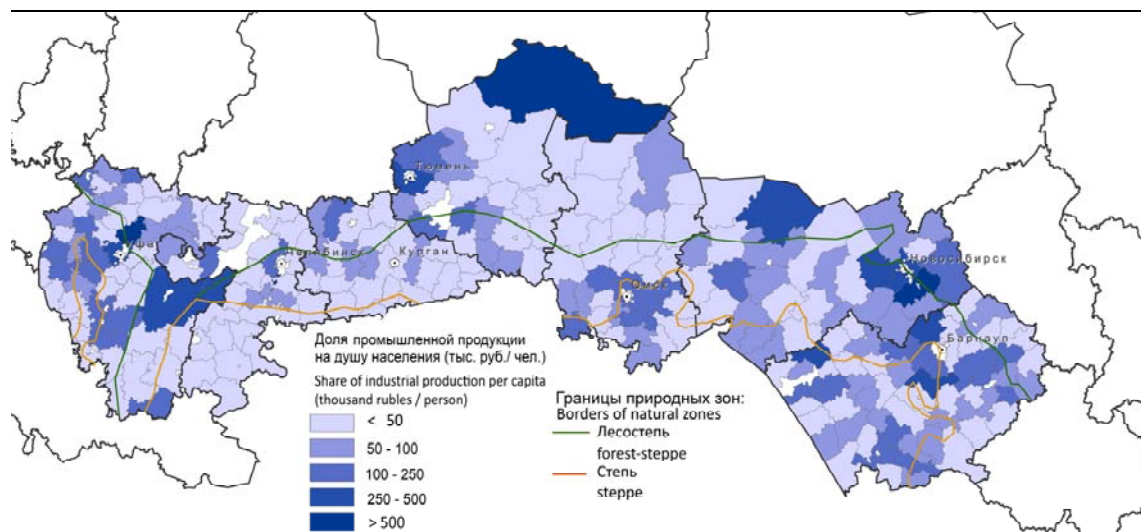 Тюмень
Уфа
Челябинск
Курган
Омск
Новосибирск
Барнаул
Доля промышленной продукции
на душу населения (тыс. руб./ чел.)
Share of industrial production per capita
(thousand rubles / person)
< 50
50 - 100
100 - 250
250 - 500
> 500
Границы природных зон:
Borders of natural zones
Лесостепь
forest-steppe
Степь
steppe